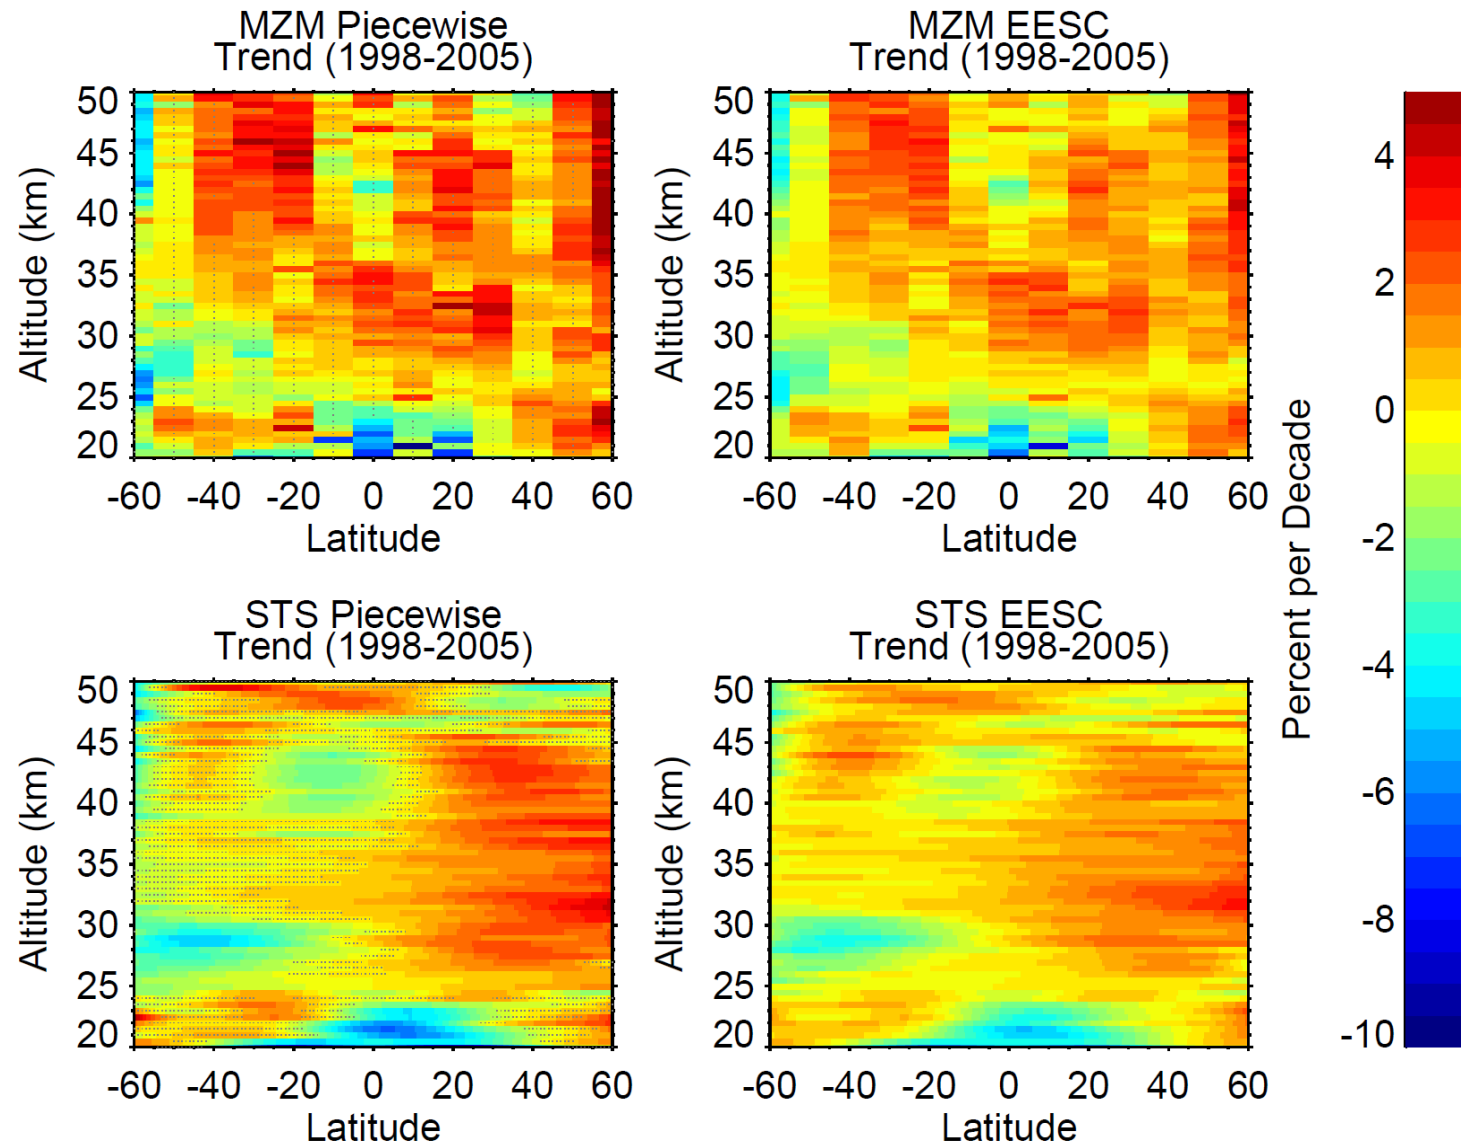 MZM Piecewise
Trend (1998-2005)
MZM EESC
Trend (1998-2005)
50
45
40
35
30
25
20
Altitude (km)
-60 -40 -20 0 20 40 60
Latitude
50
45
40
35
30
25
20
Altitude (km)
-60 -40 -20 0 20 40 60
Latitude
STS Piecewise
Trend (1998-2005)
STS EESC
Trend (1998-2005)
50
45
40
35
30
25
20
Altitude (km)
-60 -40 -20 0 20 40 60
Latitude
50
45
40
35
30
25
20
Altitude (km)
-60 -40 -20 0 20 40 60
Latitude
Percent per Decade
4
2
0
-2
-4
-6
-8
-10